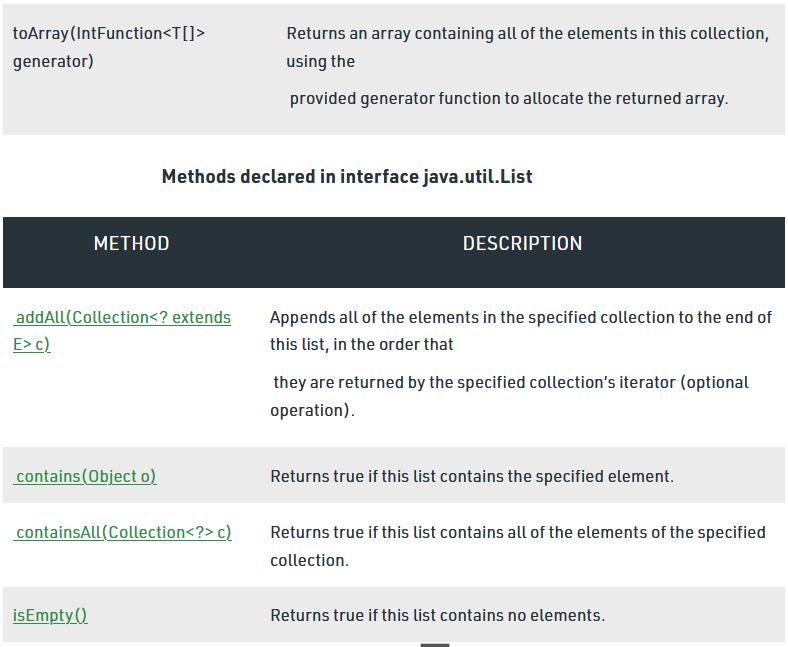 toArray(IntFunction<T[]>
generator)
Returns an array containing all of the elements in this collection,
using the
provided generator function to allocate the returned array.
Methods declared in interface java.util.List
METHOD
DESCRIPTION
addAll(Collection<? extends
E> c)
Appends all of the elements in the specified collection to the end of
this list, in the order that
they are returned by the specified collection’s iterator (optional
operation).
contains(Object o)
Returns true if this list contains the specified element.
containsAll(Collection<?> c)
Returns true if this list contains all of the elements of the specified
collection.
isEmpty()
Returns true if this list contains no elements.